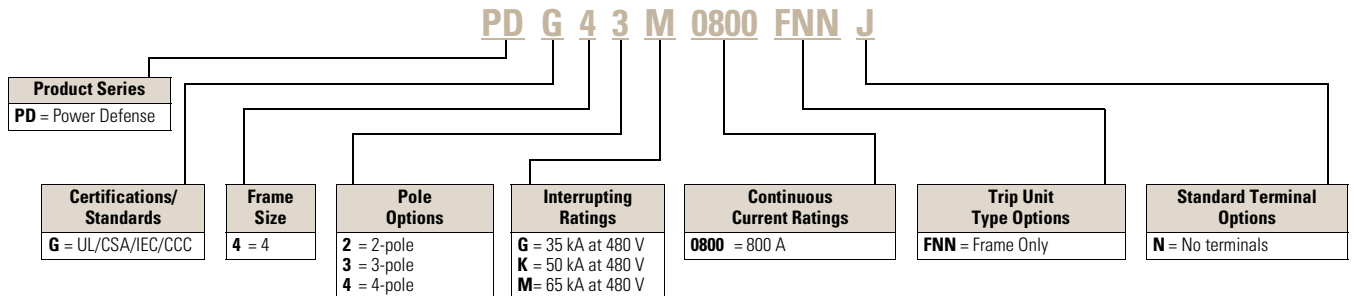 PD G 4 3 M 0800 FNN J
Product Series
PD = Power Defense
Certifications/
Standards
G = UL/CSA/IEC/CCC
Frame
Size
4 = 4
Pole
Options
2 = 2-pole
3 = 3-pole
4 = 4-pole
Interrupting
Ratings
G = 35 kA at 480 V
K = 50 kA at 480 V
M= 65 kA at 480 V
Continuous
Current Ratings
0800 = 800 A
Trip Unit
Type Options
FNN = Frame Only
Standard Terminal
Options
N = No terminals